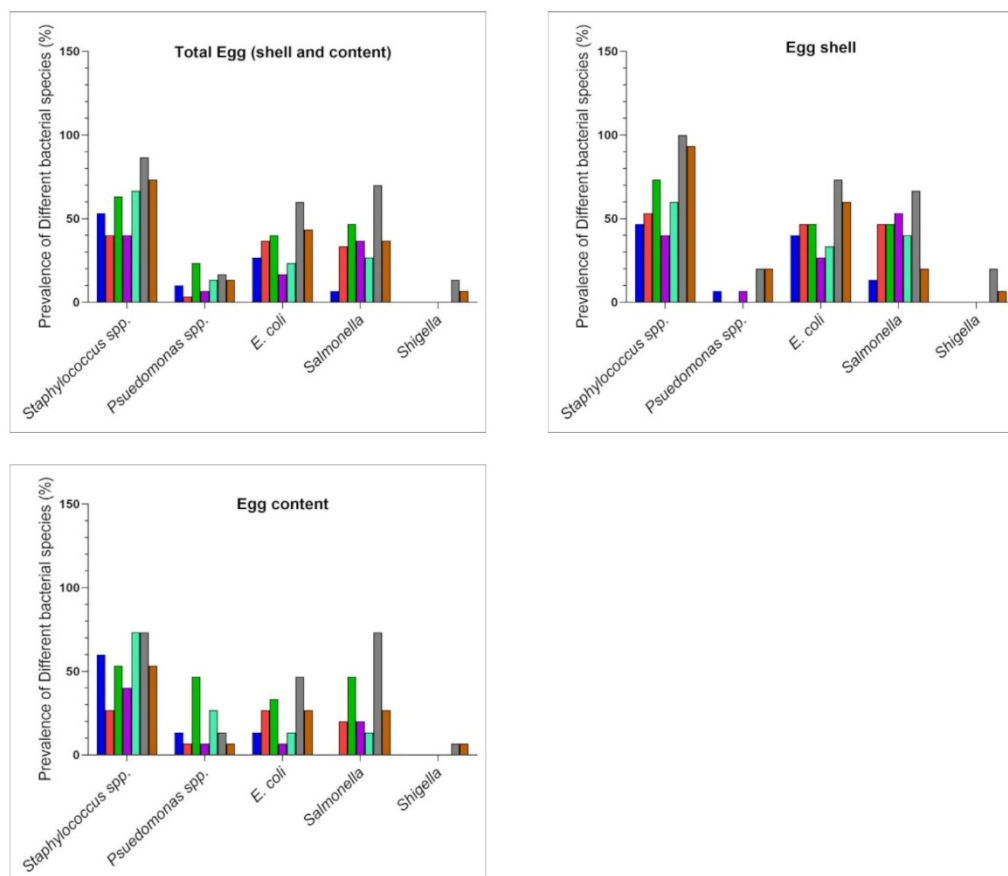 Total Egg (shell and content)
Prevalence of Different bacterial species (%)
150
100
50
0
Staphylococcus spp.
Psuedomonas spp.
E. coli
Salmonella
Shigella
Egg shell
Prevalence of Different bacterial species (%)
150
100
50
0
Staphylococcus spp.
Psuedomonas spp.
E. coli
Salmonella
Shigella
Egg content
Prevalence of Different bacterial species (%)
150
100
50
0
Staphylococcus spp.
Psuedomonas spp.
E. coli
Salmonella
Shigella